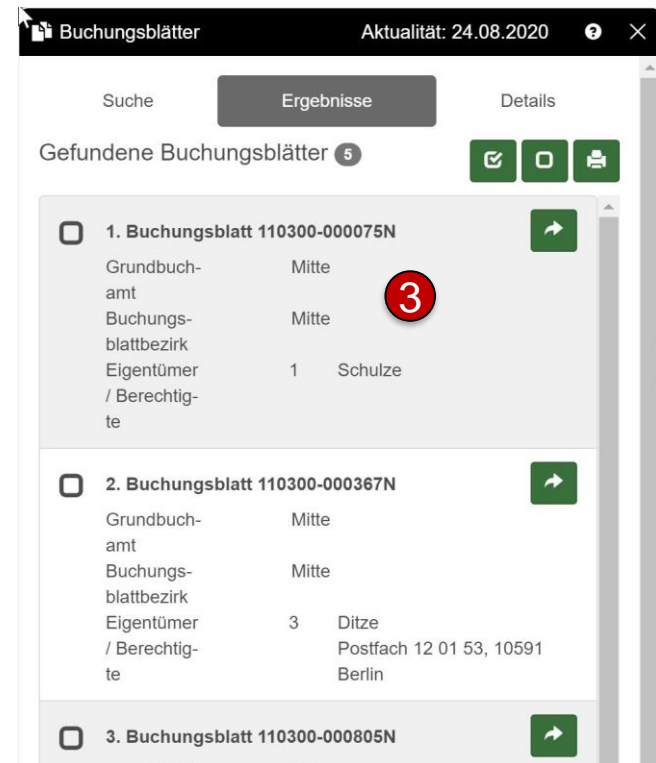 Buchungsblätter Aktualität: 24.08.2020
Suche Ergebnisse Details
Gefundene Buchungsblätter 5
1. Buchungsblatt 110300-000075N
Grundbuch- Mitte
amt
3
Buchungs- Mitte
blattbezirk
Eigentümer 1 Schulze
/ Berechtig-
te
2. Buchungsblatt 110300-000367N
Grundbuch- Mitte
amt
Buchungs- Mitte
blattbezirk
Eigentümer 3 Ditze
/ Berechtig- Postfach 12 01 53, 10591
te Berlin
3. Buchungsblatt 110300-000805N